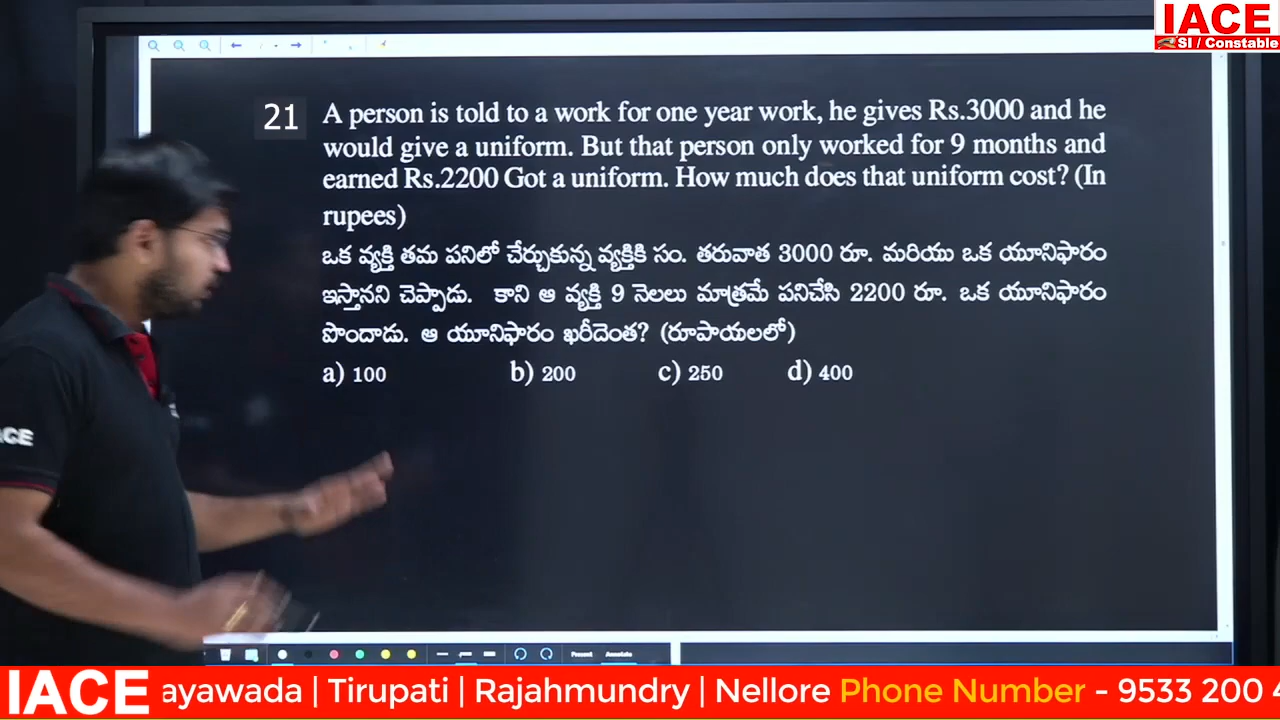 IACE
SI / Constable
21 A person is told to a work for one year work, he gives Rs.3000 and he
would give a uniform. But that person only worked for 9 months and
earned Rs.2200 Got a uniform. How much does that uniform cost? (In
rupees)
ఒక వ్యక్తి తమ పనిలో చేర్చుకున్న వ్యక్తికి సం. తరువాత 3000 రూ. మరియు ఒక యూనిఫారం
ఇస్తానని చెప్పాడు. కాని ఆ వ్యక్తి 9 నెలలు మాత్రమే పనిచేసి 2200 రూ. ఒక యూనిఫారం
పొందాడు. ఆ యూనిఫారం ఖరీదెంత? (రూపాయలలో)
a) 100 b) 200 c) 250 d) 400
ACE
Present Annotate
IACE ayawada | Tirupati | Rajahmundry | Nellore Phone Number - 9533 200 4